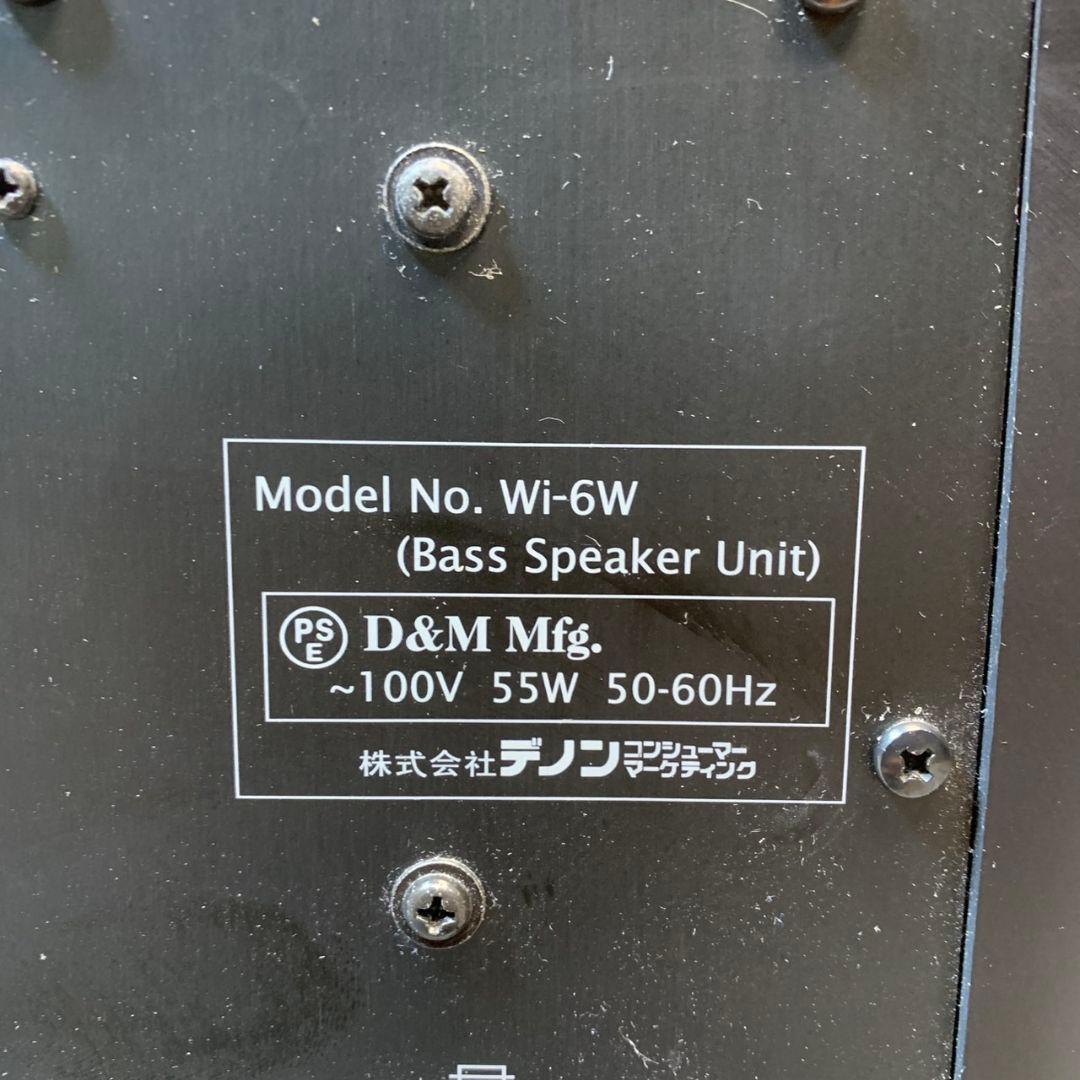 Model No. Wi-6W
(Bass Speaker Unit)
PS
E
D&M Mfg.
~100V 55W 50-60Hz
株式会社デノン コンシューマー
マーケティング